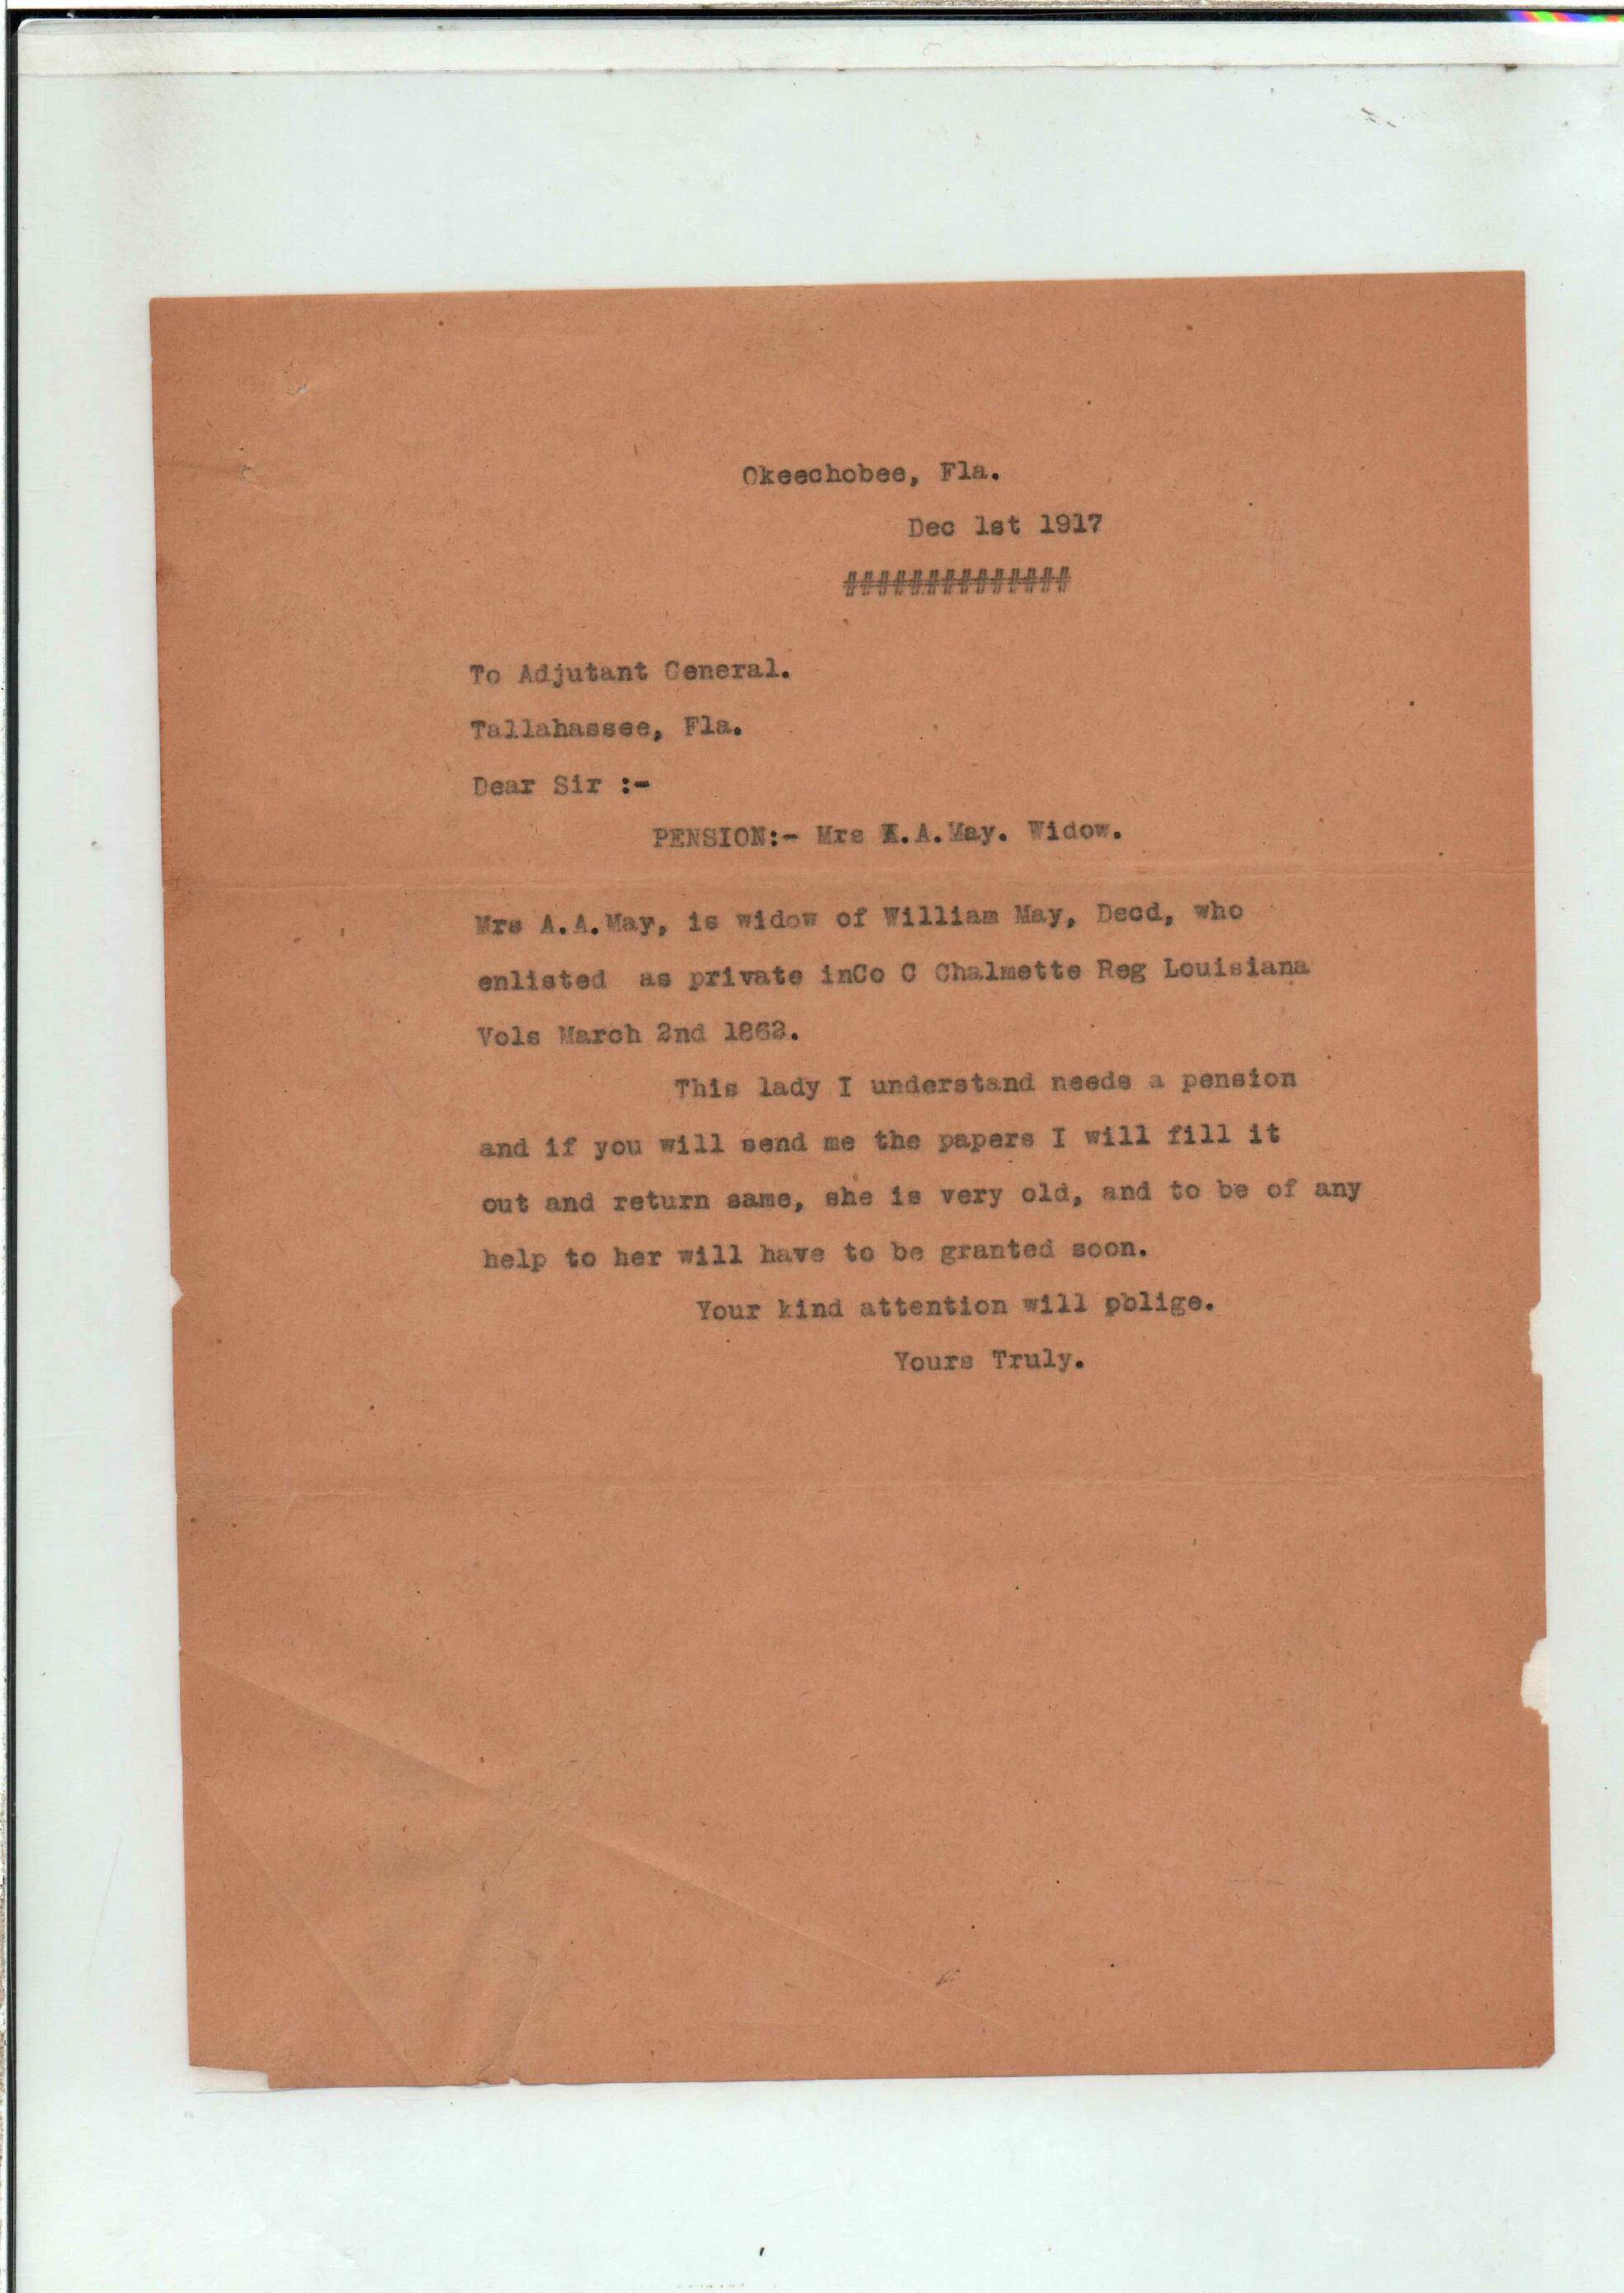 Okeechobee, Fla.
Dec 1st 1917
##############
To Adjutant General.
Tallahassee, Fla.
Dear Sir :-
PENSION:- Mrs A.A.May. Widow.
Mrs A.A.May, is widow of William May, Decd, who
enlisted as private inCo C Chalmette Reg Louisiana
Vols March 2nd 1862.
This lady I understand needs a pension
and if you will send me the papers I will fill it
out and return same, she is very old, and to be of any
help to her will have to be granted soon.
Your kind attention will oblige.
Yours Truly.